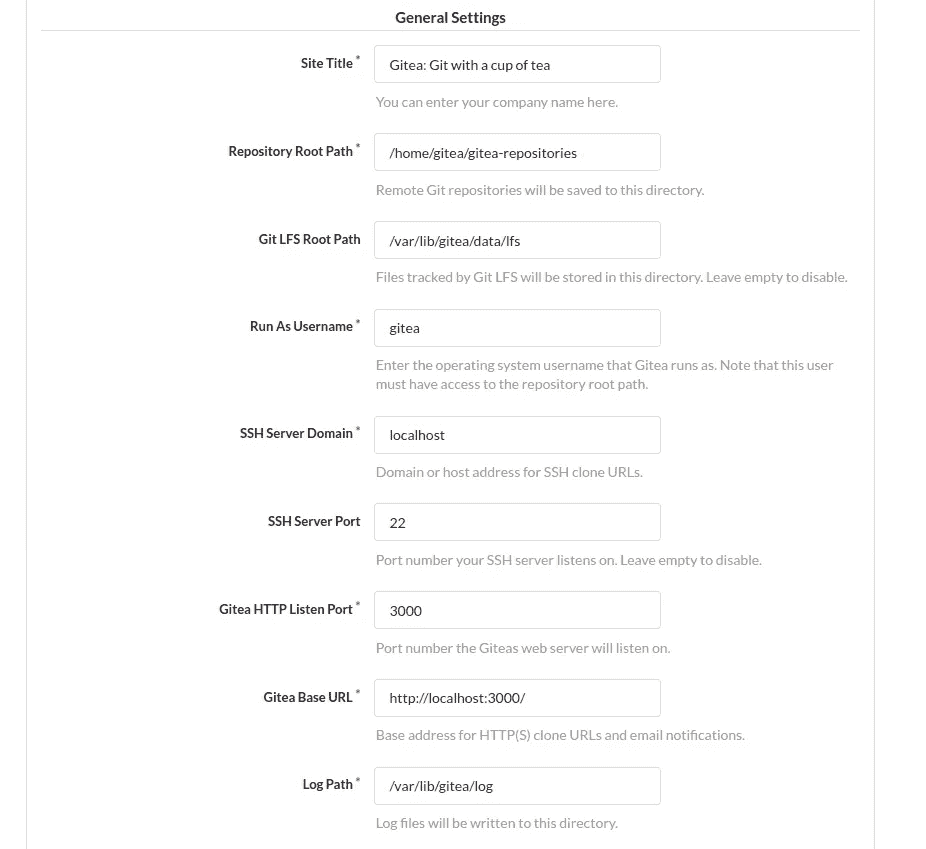 General Settings
Site Title *
Gitea: Git with a cup of tea
You can enter your company name here.
Repository Root Path *
/home/gitea/gitea-repositories
Remote Git repositories will be saved to this directory.
Git LFS Root Path
/var/lib/gitea/data/lfs
Files tracked by Git LFS will be stored in this directory. Leave empty to disable.
Run As Username *
gitea
Enter the operating system username that Gitea runs as. Note that this user
must have access to the repository root path.
SSH Server Domain *
localhost
Domain or host address for SSH clone URLs.
SSH Server Port
22
Port number your SSH server listens on. Leave empty to disable.
Gitea HTTP Listen Port *
3000
Port number the Giteas web server will listen on.
Gitea Base URL *
http://localhost:3000/
Base address for HTTP(S) clone URLs and email notifications.
Log Path *
/var/lib/gitea/log
Log files will be written to this directory.